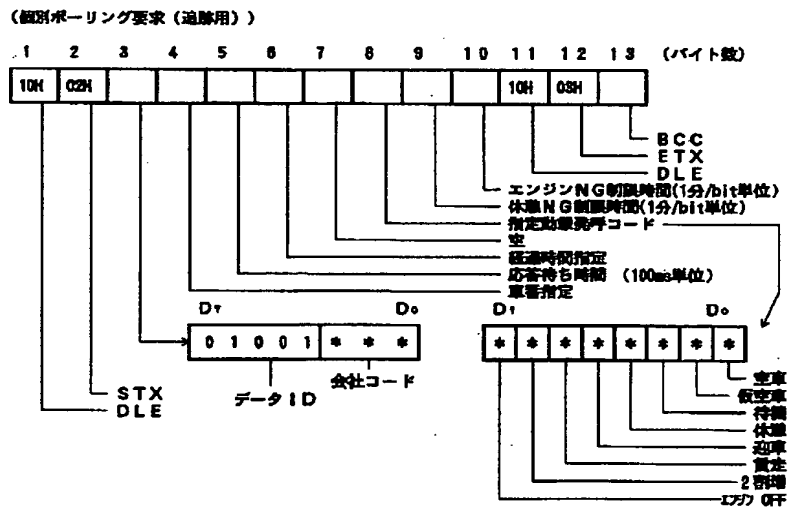 (個別ポーリング要求(追跡用))
1 2 3 4 5 6 7 8 9 10 11 12 13 (バイト数)
10H 02H 10H 03H
BCC
ETX
DLE
エンジンNG制限時間(1分/bit単位)
休憩NG制限時間(1分/bit単位)
指定動態発呼コード
空
経過時間指定
応答待ち時間 (100ms単位)
車番指定
D7 D0 D7 D0
0 1 0 0 1 * * * * * * * * * * *
データID 会社コード
STX
DLE
空車
仮空車
待機
休憩
迎車
賃走
2割増
エンジン OFF